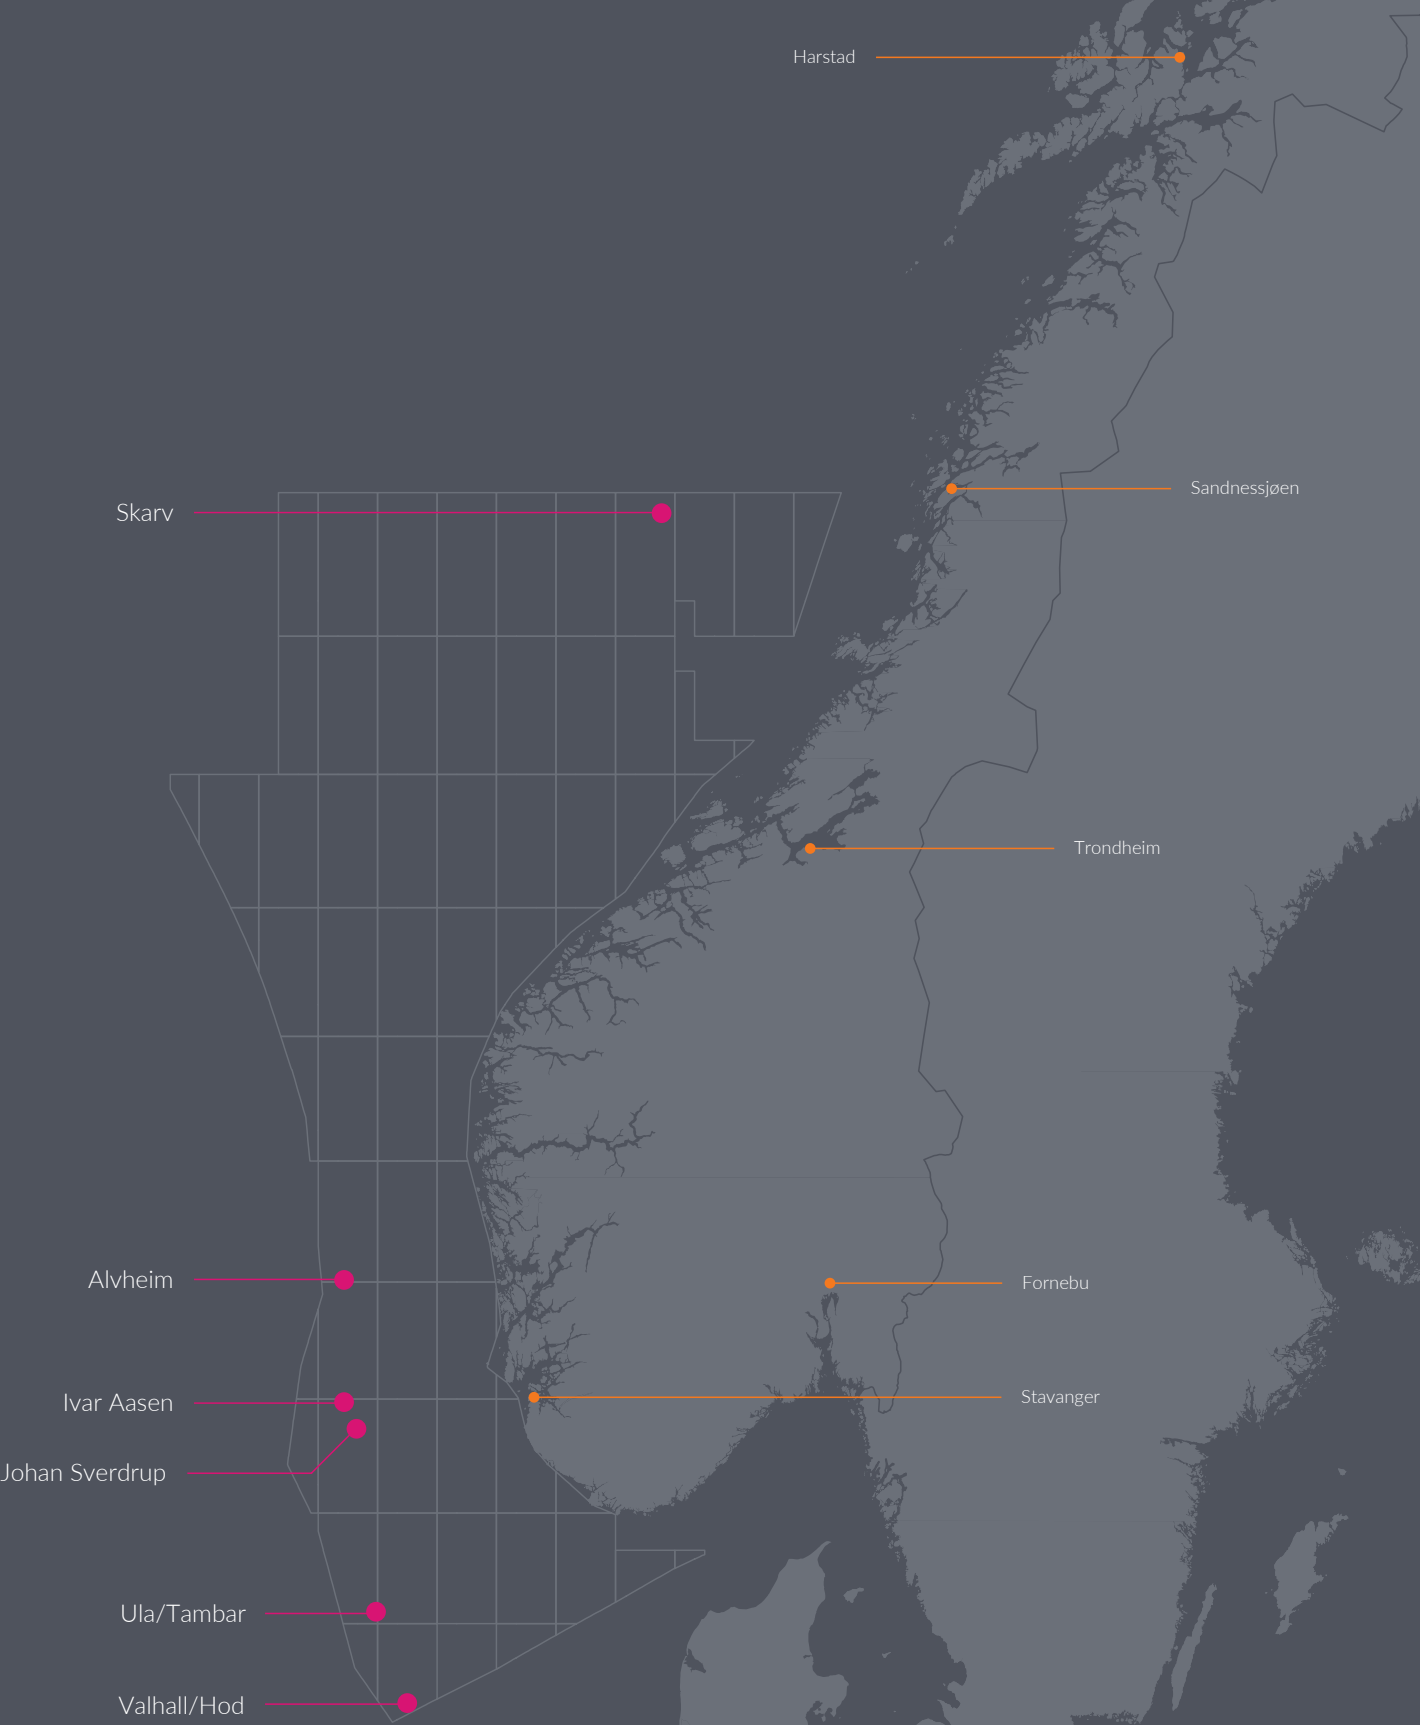 Harstad
Sandnessjøen
Skarv
Trondheim
Alvheim
Fornebu
Stavanger
Ivar Aasen
Johan Sverdrup
Ula/Tambar
Valhall/Hod